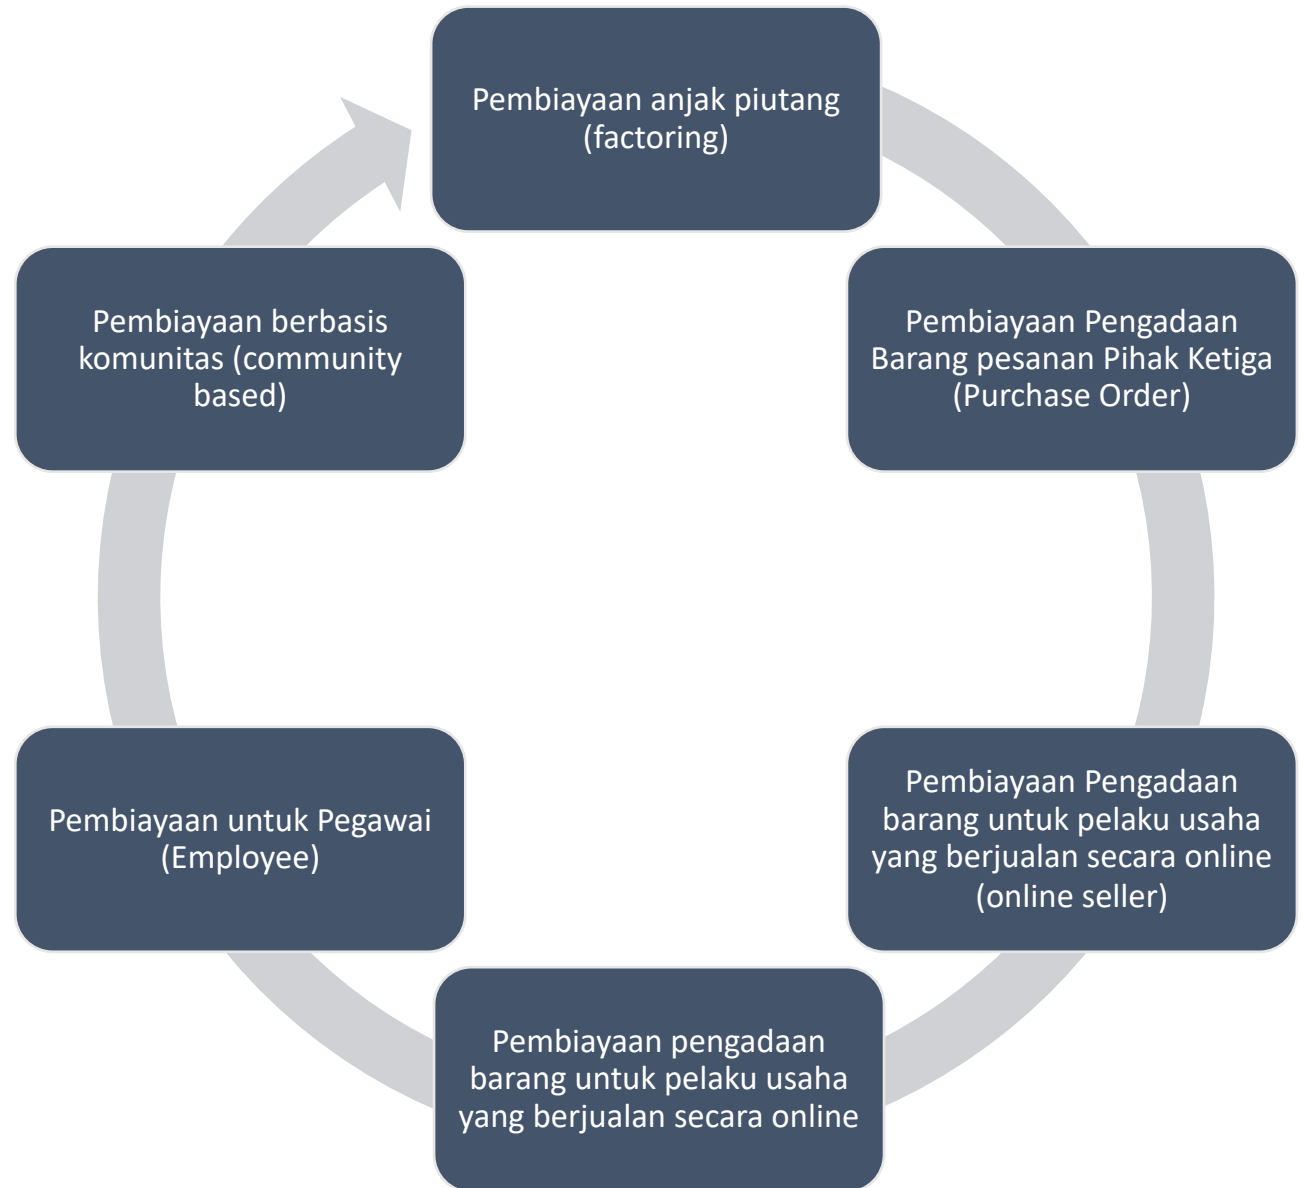 Pembiayaan anjak piutang
(factoring)
Pembiayaan Pengadaan
Barang pesanan Pihak Ketiga
(Purchase Order)
Pembiayaan Pengadaan
barang untuk pelaku usaha
yang berjualan secara online
(online seller)
Pembiayaan pengadaan
barang untuk pelaku usaha
yang berjualan secara online
Pembiayaan untuk Pegawai
(Employee)
Pembiayaan berbasis
komunitas (community
based)